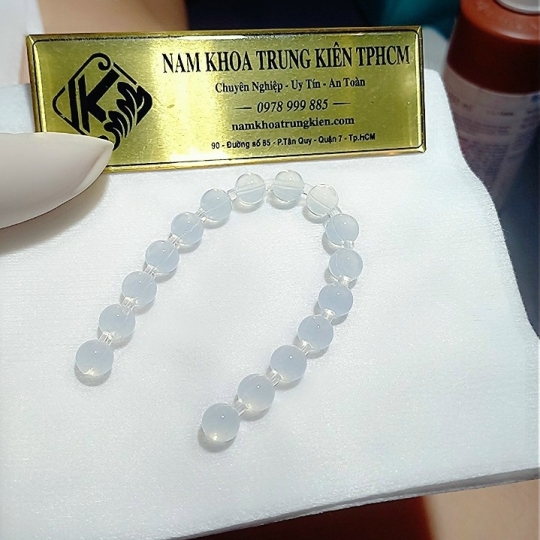 K
NAM KHOA TRUNG KIÊN TPHCM
Chuyên Nghiệp - Uy Tín - An Toàn
— 0978 999 885 —
namkhoatrungkien.com
90 - Đường số 85 - P.Tân Quy - Quận 7 - Tp.HCM